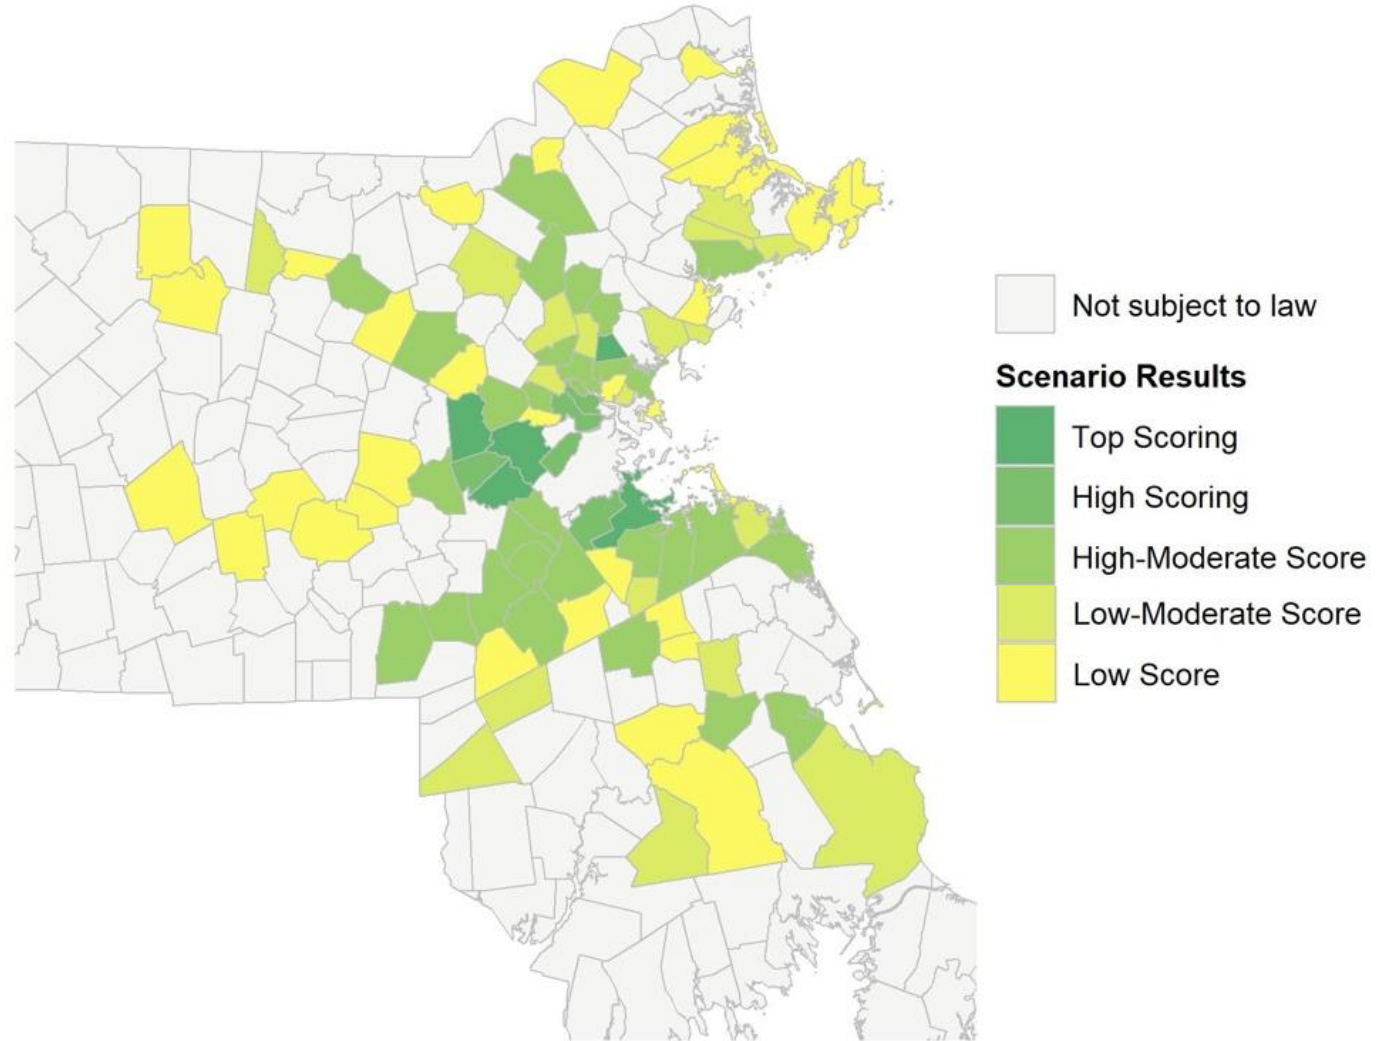 Not subject to law
Scenario Results
Top Scoring
High Scoring
High-Moderate Score
Low-Moderate Score
Low Score